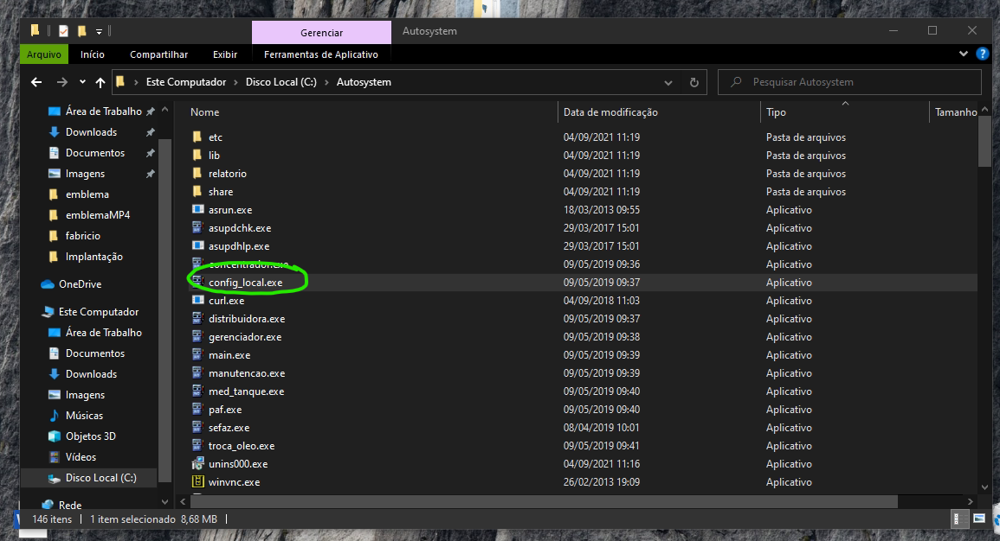 Gerenciar Autosystem
Arquivo Início Compartilhar Exibir Ferramentas de Aplicativo ?
Este Computador › Disco Local (C:) › Autosystem Pesquisar Autosystem
Área de Trabalho
Downloads
Documentos
Imagens
emblema
emblemaMP4
fabricio
Implantação
OneDrive
Este Computador
Área de Trabalho
Documentos
Downloads
Imagens
Músicas
Objetos 3D
Vídeos
Disco Local (C:)
Rede
Nome Data de modificação Tipo Tamanho
etc 04/09/2021 11:19 Pasta de arquivos
lib 04/09/2021 11:19 Pasta de arquivos
relatorio 04/09/2021 11:19 Pasta de arquivos
share 04/09/2021 11:19 Pasta de arquivos
asrun.exe 18/03/2013 09:55 Aplicativo
asupdchk.exe 29/03/2017 15:01 Aplicativo
asupdhlp.exe 29/03/2017 15:01 Aplicativo
concentrador.exe 09/05/2019 09:36 Aplicativo
config_local.exe 09/05/2019 09:37 Aplicativo
curl.exe 04/09/2018 11:03 Aplicativo
distribuidora.exe 09/05/2019 09:37 Aplicativo
gerenciador.exe 09/05/2019 09:38 Aplicativo
main.exe 09/05/2019 09:39 Aplicativo
manutencao.exe 09/05/2019 09:39 Aplicativo
med_tanque.exe 09/05/2019 09:40 Aplicativo
paf.exe 09/05/2019 09:40 Aplicativo
sefaz.exe 08/04/2019 10:01 Aplicativo
troca_oleo.exe 09/05/2019 09:41 Aplicativo
unins000.exe 04/09/2021 11:16 Aplicativo
winvnc.exe 26/02/2013 19:09 Aplicativo
146 itens 1 item selecionado 8,68 MB